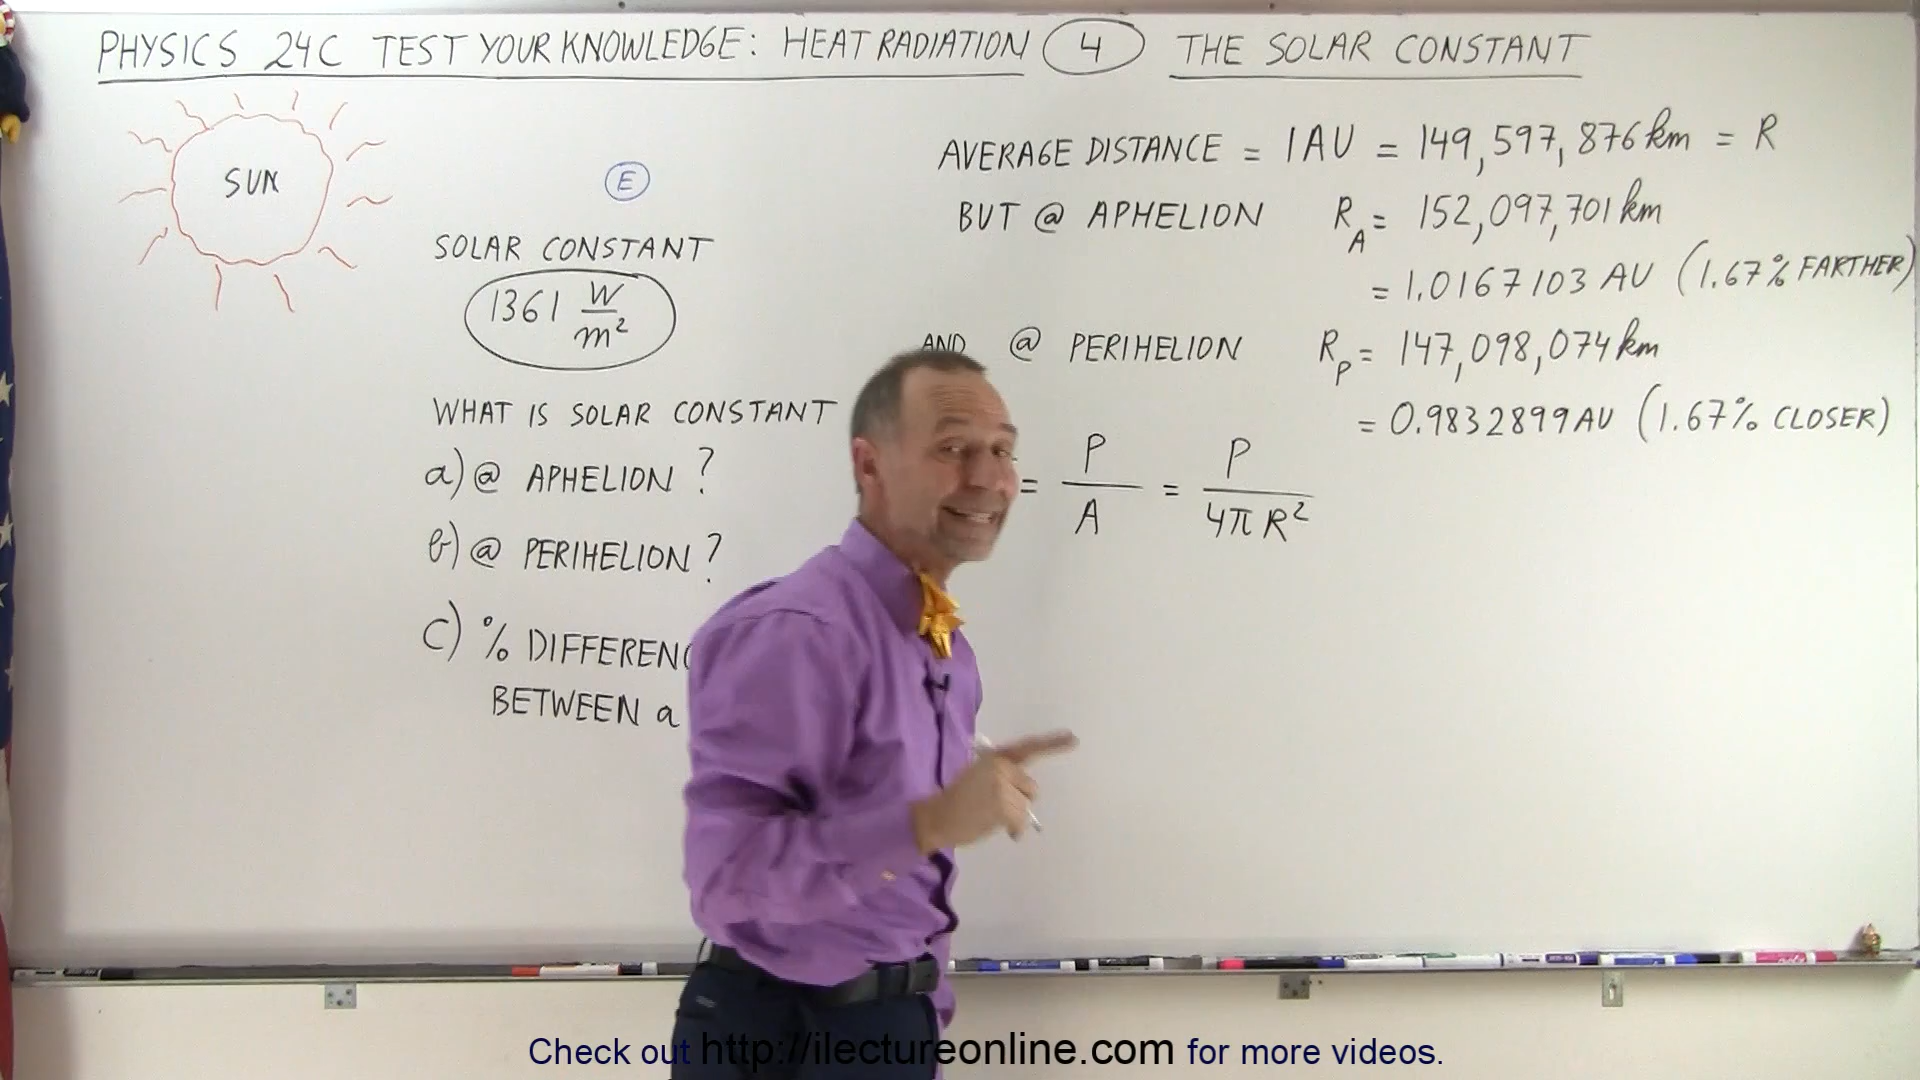 PHYSICS 24C TEST YOUR KNOWLEDGE: HEAT RADIATION 4 THE SOLAR CONSTANT
SUN
E
SOLAR CONSTANT
1361 W/m²
WHAT IS SOLAR CONSTANT
a) @ APHELION ?
b) @ PERIHELION ?
C) % DIFFERENC
BETWEEN a
AVERAGE DISTANCE = 1AU = 149,597,876 km = R
BUT @ APHELION R_A = 152,097,701 km
= 1.0167103 AU (1.67% FARTHER)
AND @ PERIHELION R_P = 147,098,074 km
= 0.9832899 AU (1.67% CLOSER)
= P/A = P/4πR²
Check out http://ilectureonline.com for more videos.